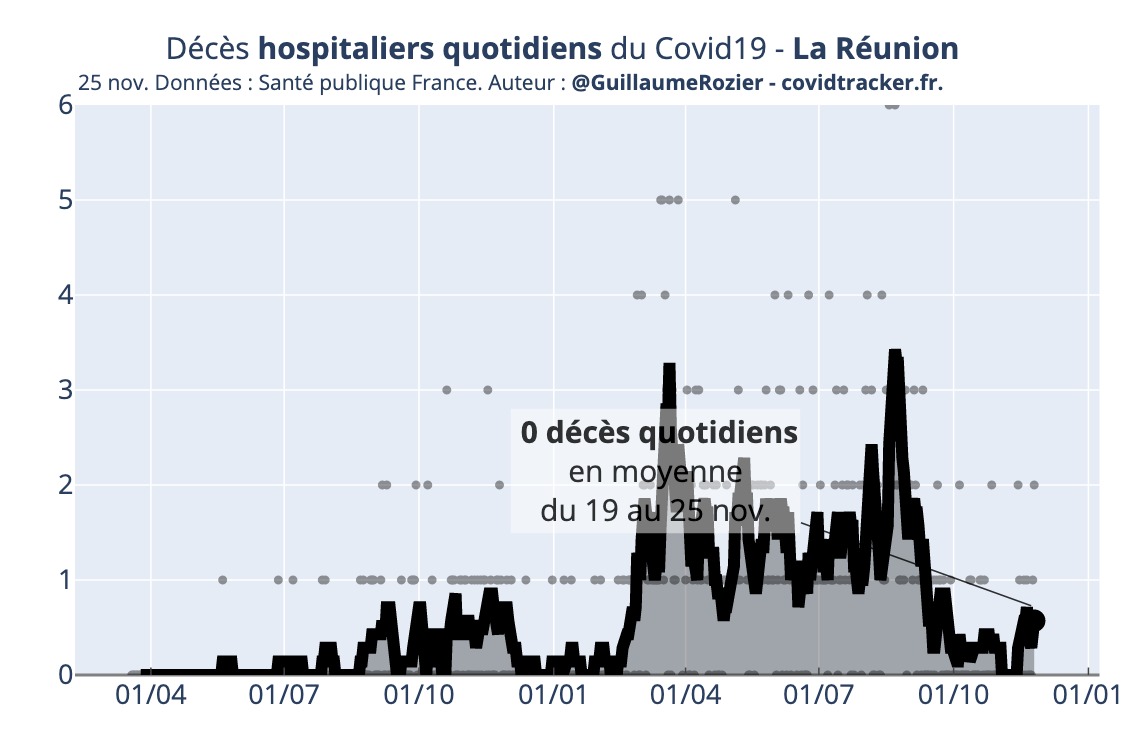 Décès hospitaliers quotidiens du Covid19 - La Réunion
25 nov. Données : Santé publique France. Auteur : @GuillaumeRozier - covidtracker.fr.
6
5
4
3
2
1
0
0 décès quotidiens
en moyenne
du 19 au 25 nov.
01/04 01/07 01/10 01/01 01/04 01/07 01/10 01/01